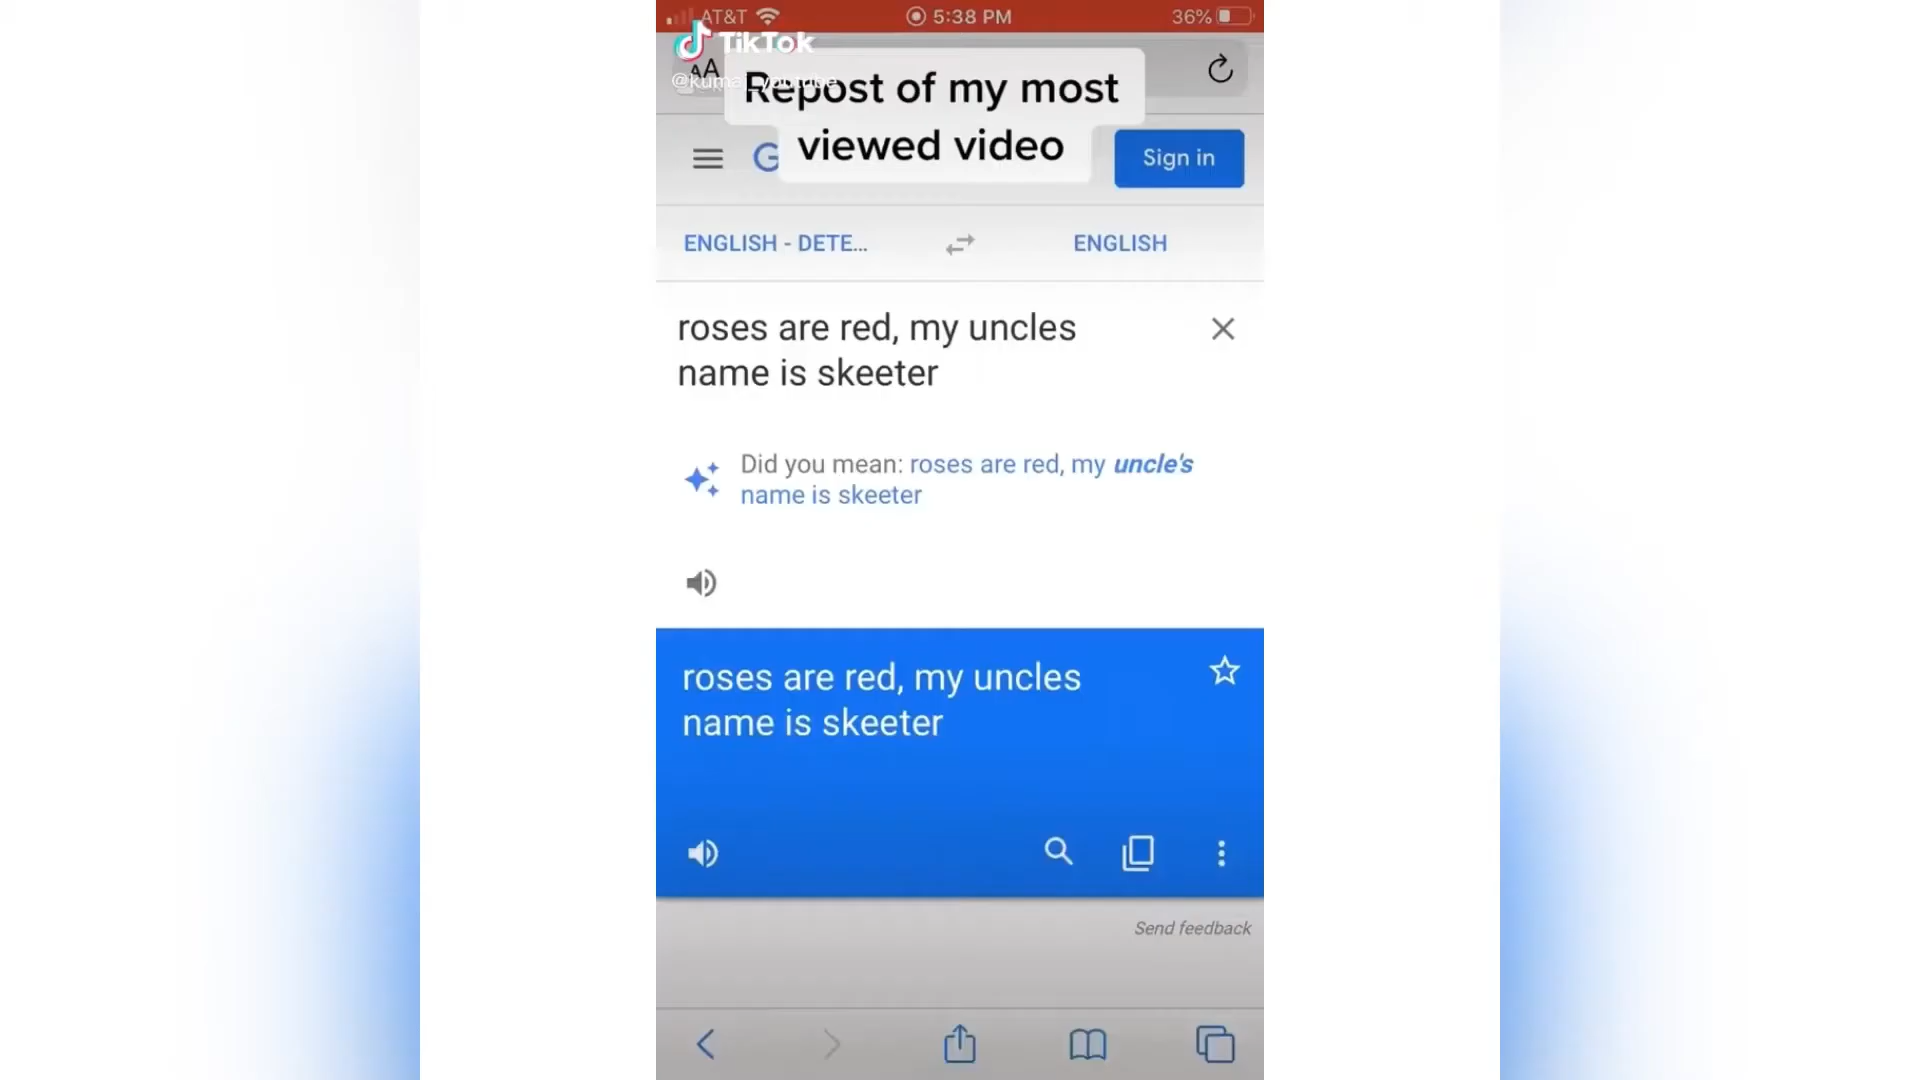 AT&T
5:38 PM
36%
TikTok
AA
Repost of my most
viewed video
Sign in
ENGLISH - DETE...
ENGLISH
roses are red, my uncles
name is skeeter
Did you mean: roses are red, my uncle's
name is skeeter
roses are red, my uncles
name is skeeter
Send feedback